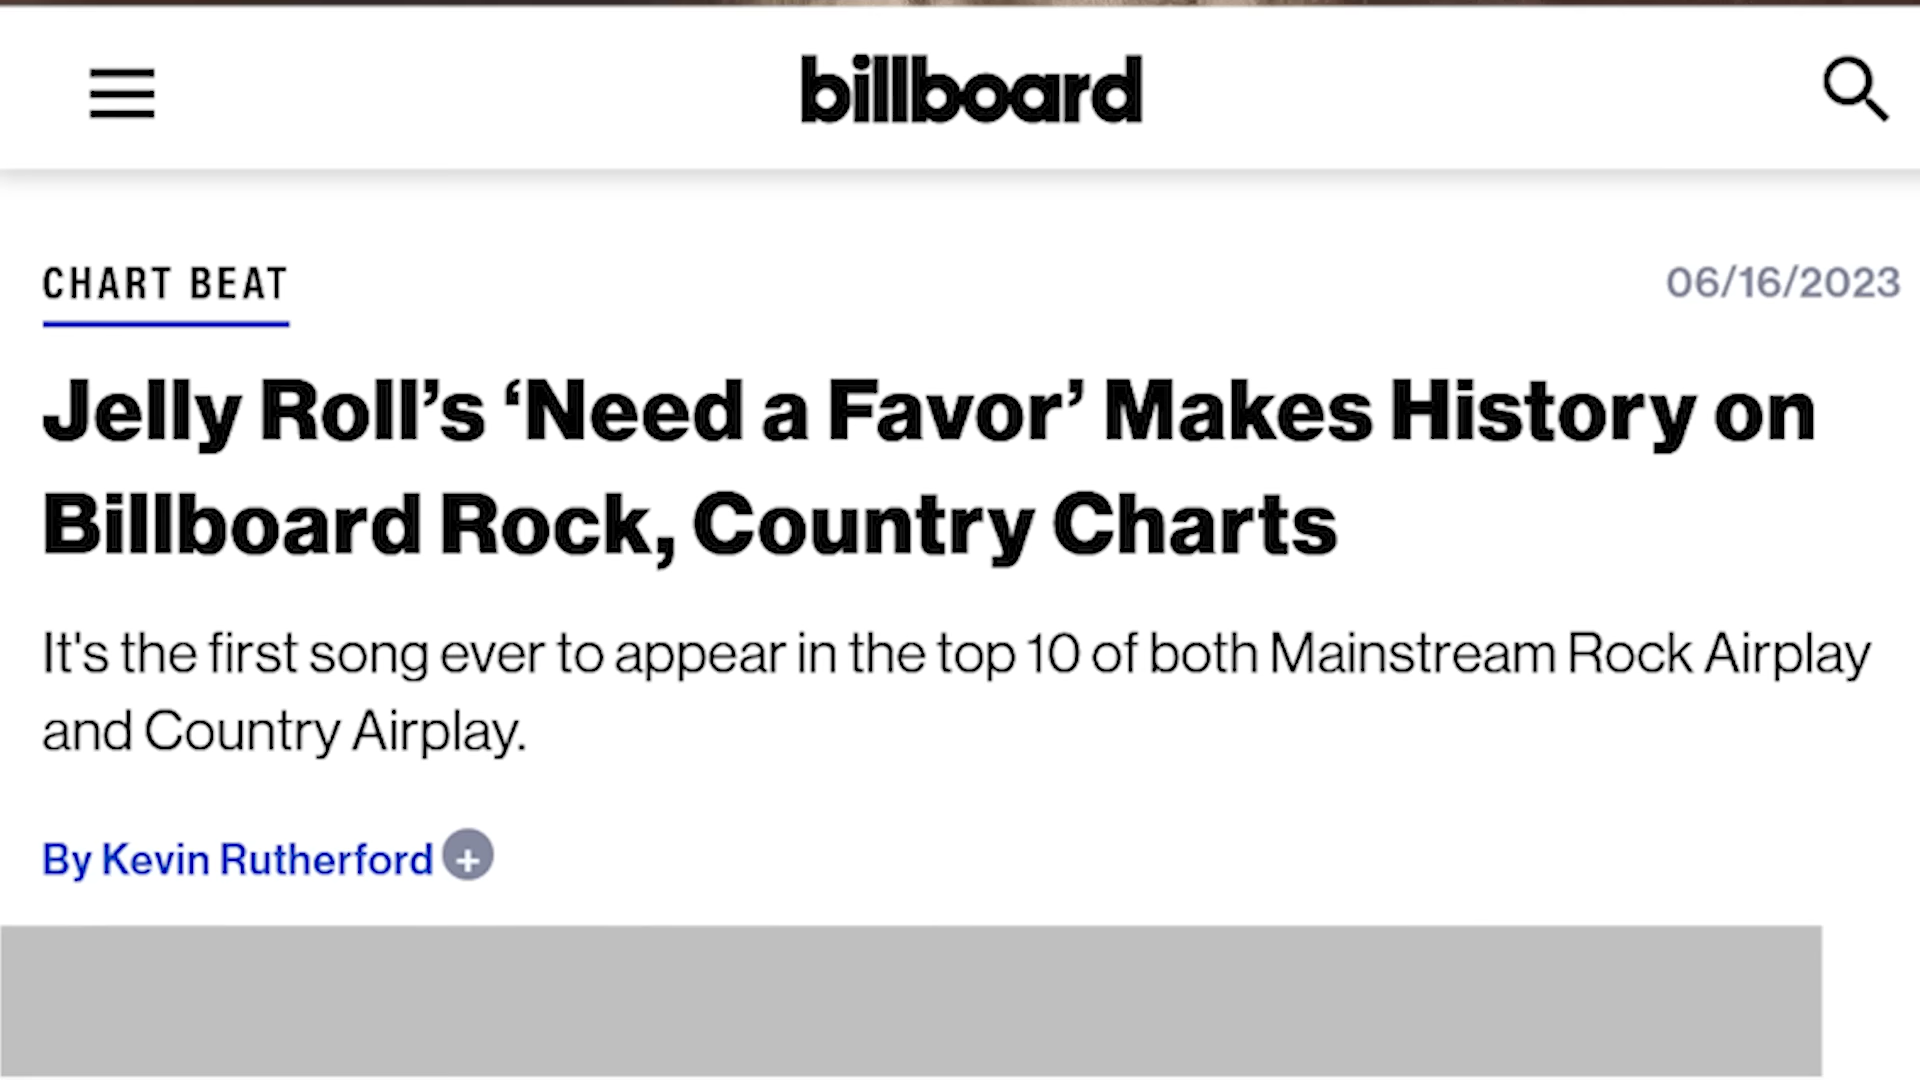 billboard
CHART BEAT
06/16/2023
Jelly Roll’s ‘Need a Favor’ Makes History on
Billboard Rock, Country Charts
It's the first song ever to appear in the top 10 of both Mainstream Rock Airplay
and Country Airplay.
By Kevin Rutherford +